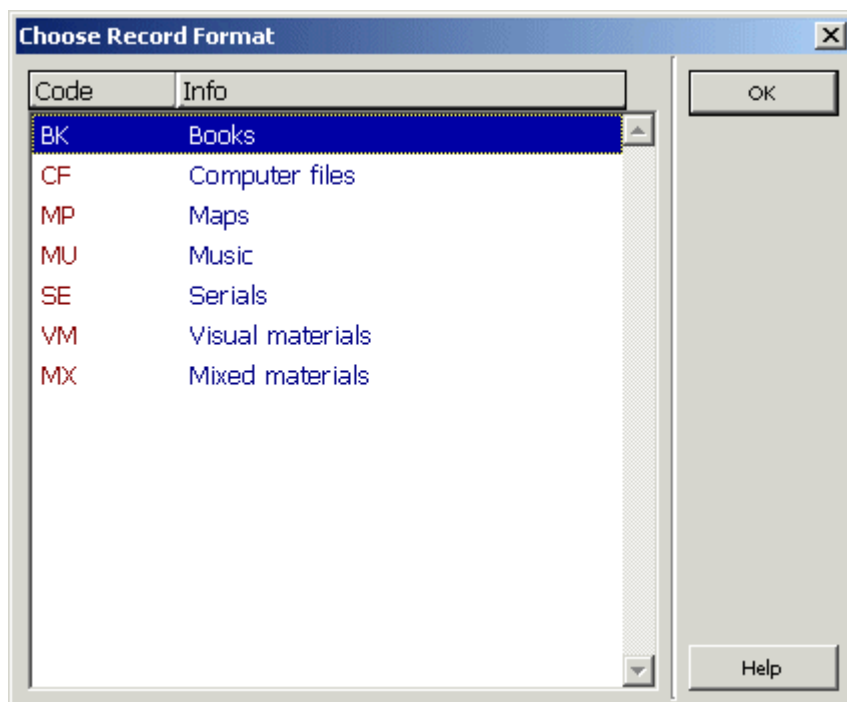 Choose Record Format
Code Info OK
BK Books
CF Computer files
MP Maps
MU Music
SE Serials
VM Visual materials
MX Mixed materials
Help